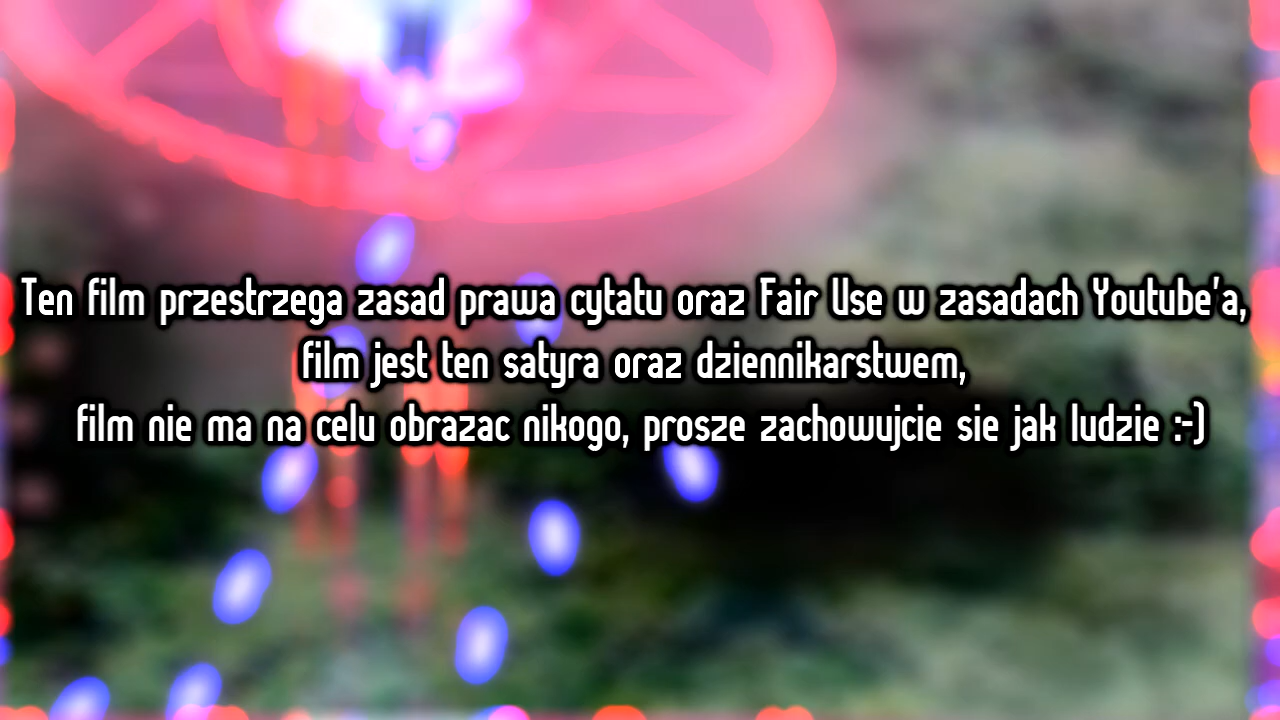 Ten film przestrzega zasad prawa cytatu oraz Fair Use w zasadach Youtube'a,
film jest ten satyra oraz dziennikarstwem,
film nie ma na celu obrazac nikogo, prosze zachowujcie sie jak ludzie :-)